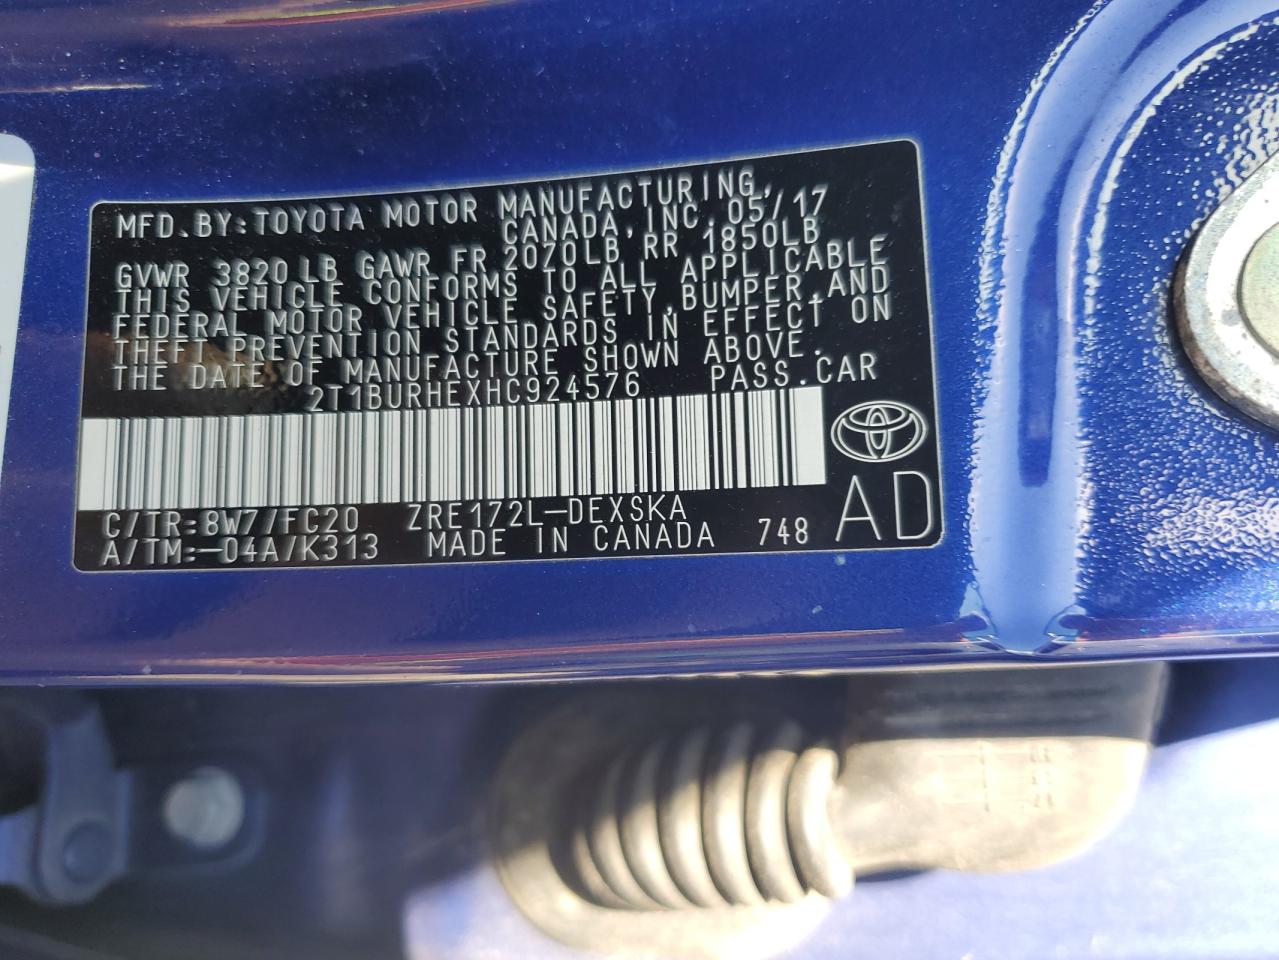 MFD.BY:TOYOTA MOTOR MANUFACTURING,
CANADA,INC.05/17
GVWR 3820LB GAWR FR 2070LB RR 1850LB
THIS VEHICLE CONFORMS TO ALL APPLICABLE
FEDERAL MOTOR VEHICLE SAFETY,BUMPER,AND
THEFT PREVENTION STANDARDS IN EFFECT ON
THE DATE OF MANUFACTURE SHOWN ABOVE.
2T1BURHEXHC924576 PASS.CAR
C/TR:8W7/FC20 ZRE172L-DEXSKA
A/TM:-04A/K313 MADE IN CANADA 748 AD